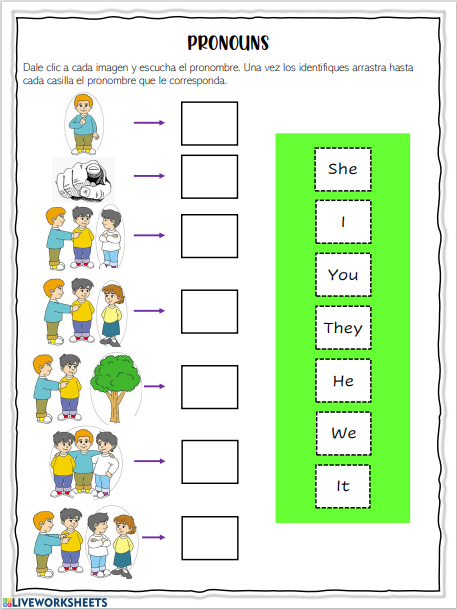 PRONOUNS
Dale clic a cada imagen y escucha el pronombre. Una vez los identifiques arrastra hasta
cada casilla el pronombre que le corresponda.
She
I
You
They
He
We
It
LIVEWORKSHEETS